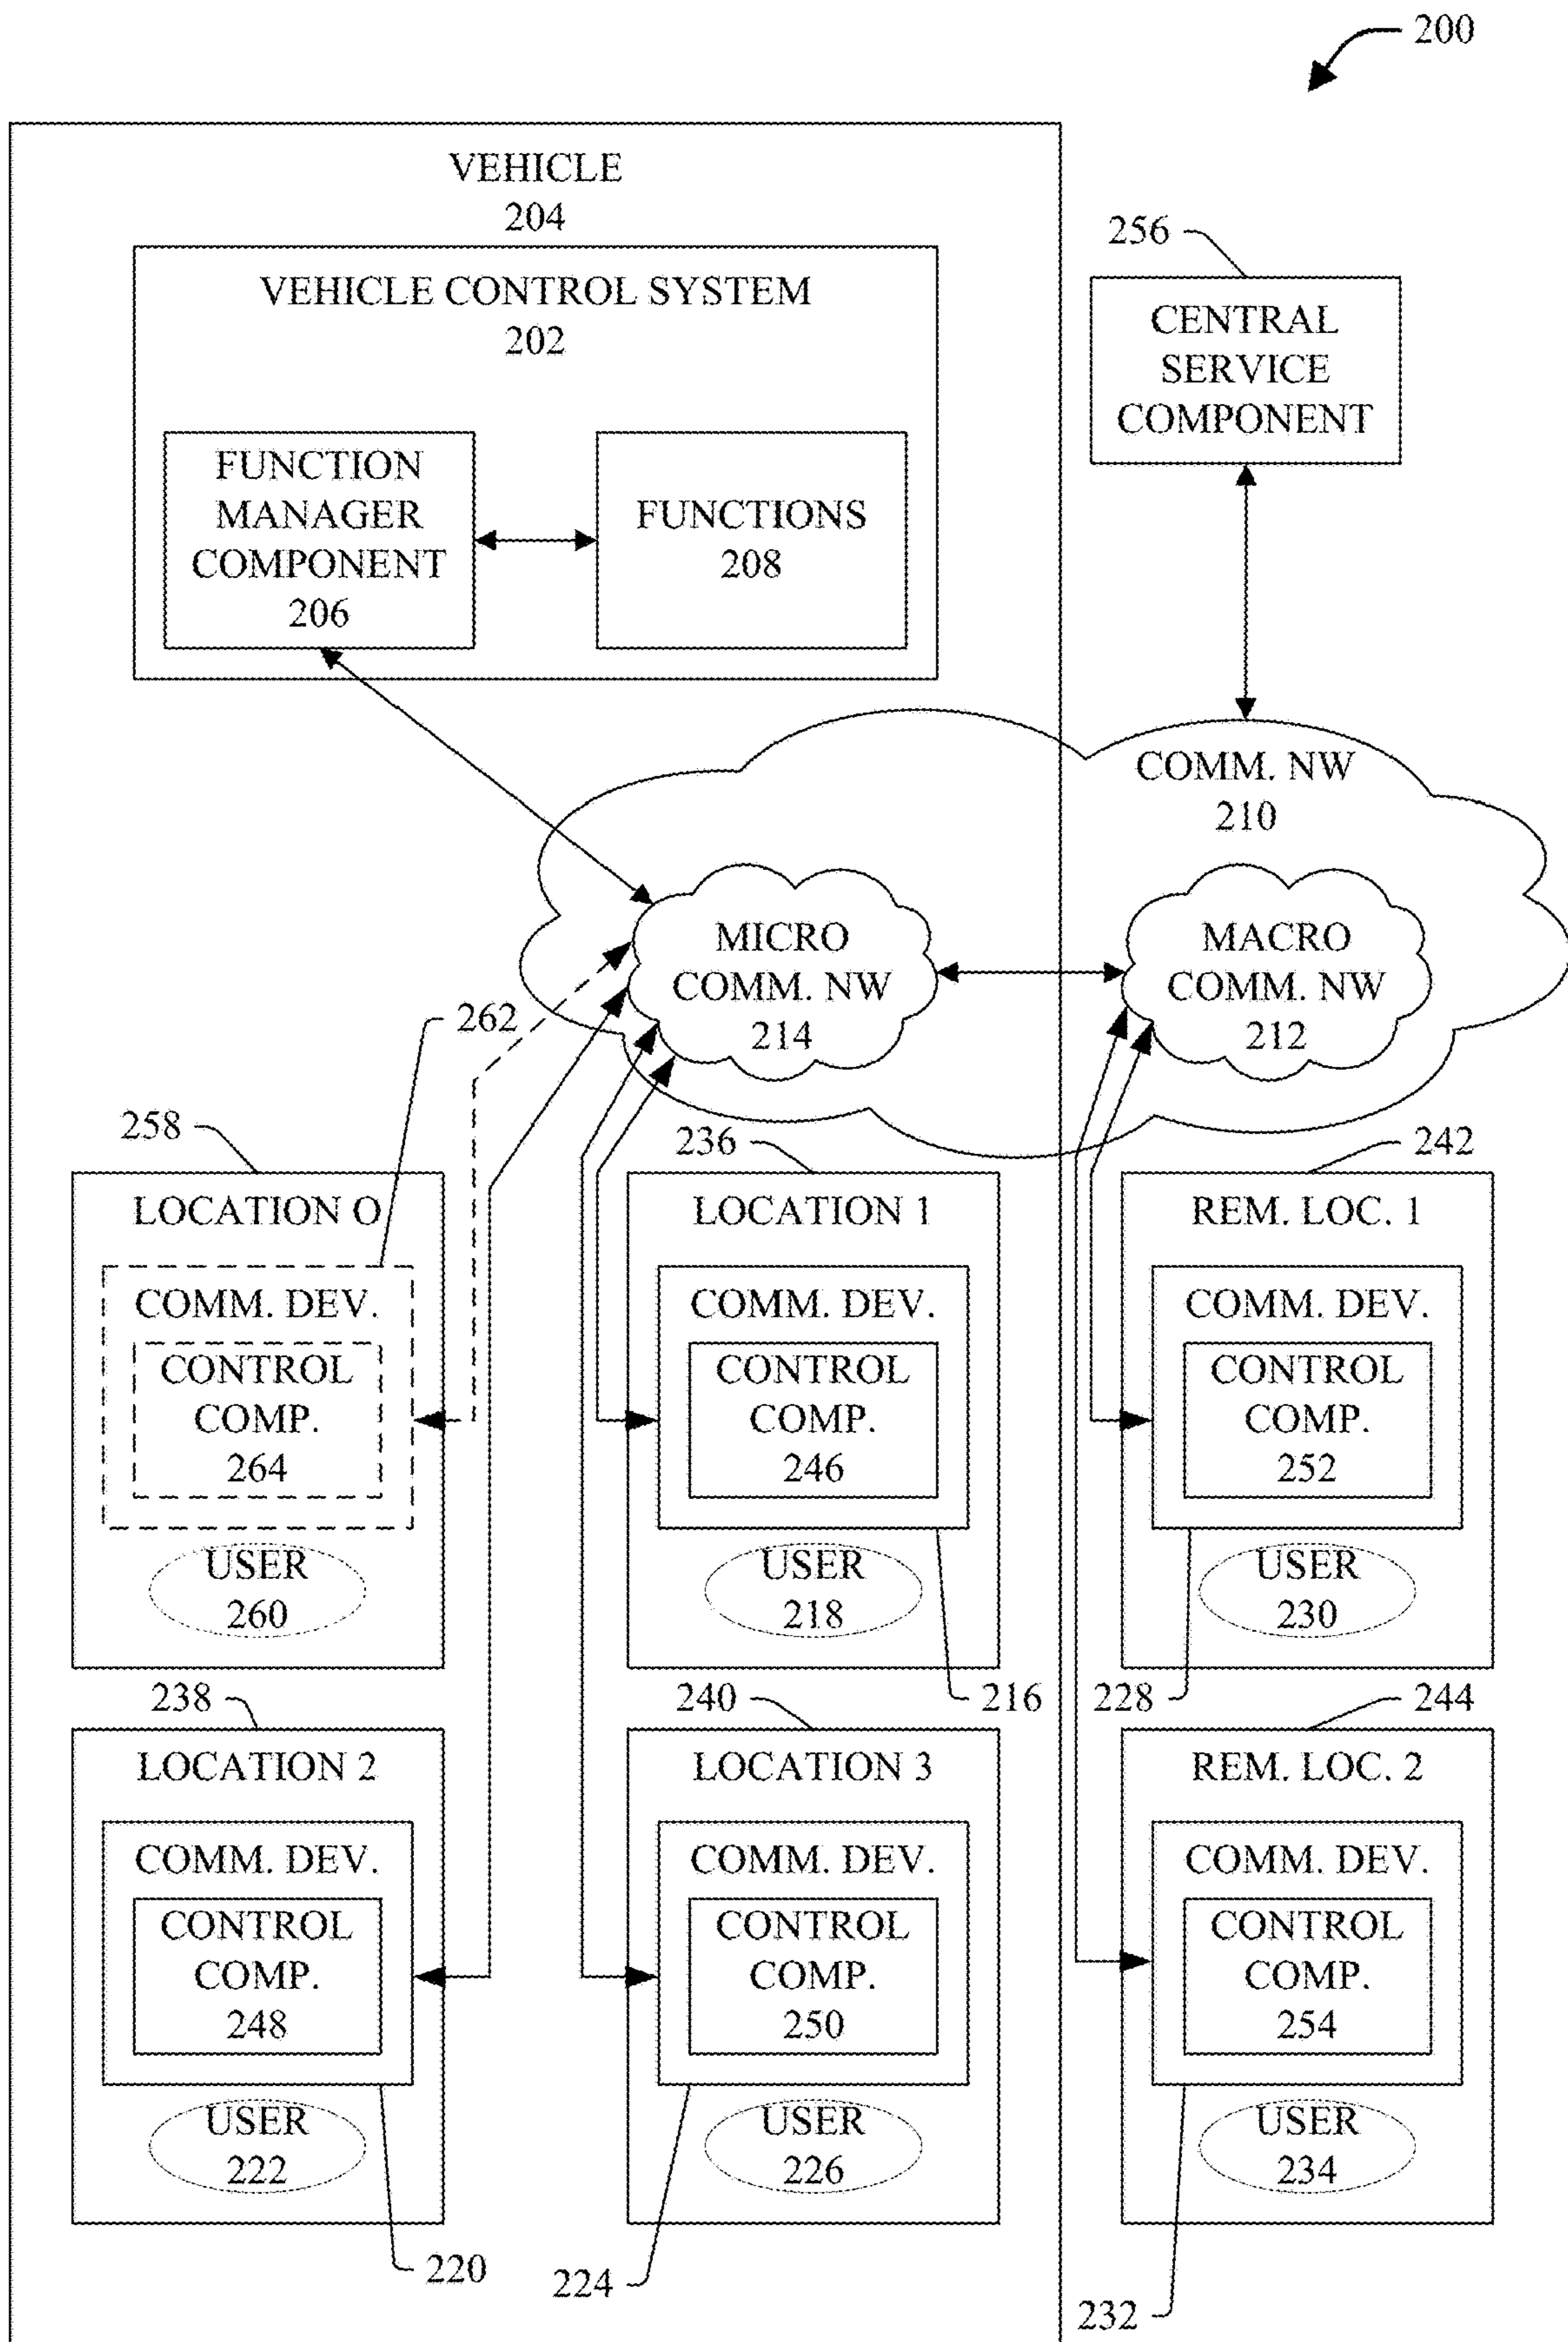 200
VEHICLE
204
VEHICLE CONTROL SYSTEM
202
FUNCTION
MANAGER
COMPONENT
206
FUNCTIONS
208
256
CENTRAL
SERVICE
COMPONENT
COMM. NW
210
MICRO
COMM. NW
214
MACRO
COMM. NW
212
262
258
LOCATION O
COMM. DEV.
CONTROL
COMP.
264
USER
260
236
LOCATION 1
COMM. DEV.
CONTROL
COMP.
246
USER
218
216
242
REM. LOC. 1
COMM. DEV.
CONTROL
COMP.
252
USER
230
228
238
LOCATION 2
COMM. DEV.
CONTROL
COMP.
248
USER
222
220
240
LOCATION 3
COMM. DEV.
CONTROL
COMP.
250
USER
226
224
244
REM. LOC. 2
COMM. DEV.
CONTROL
COMP.
254
USER
234
232